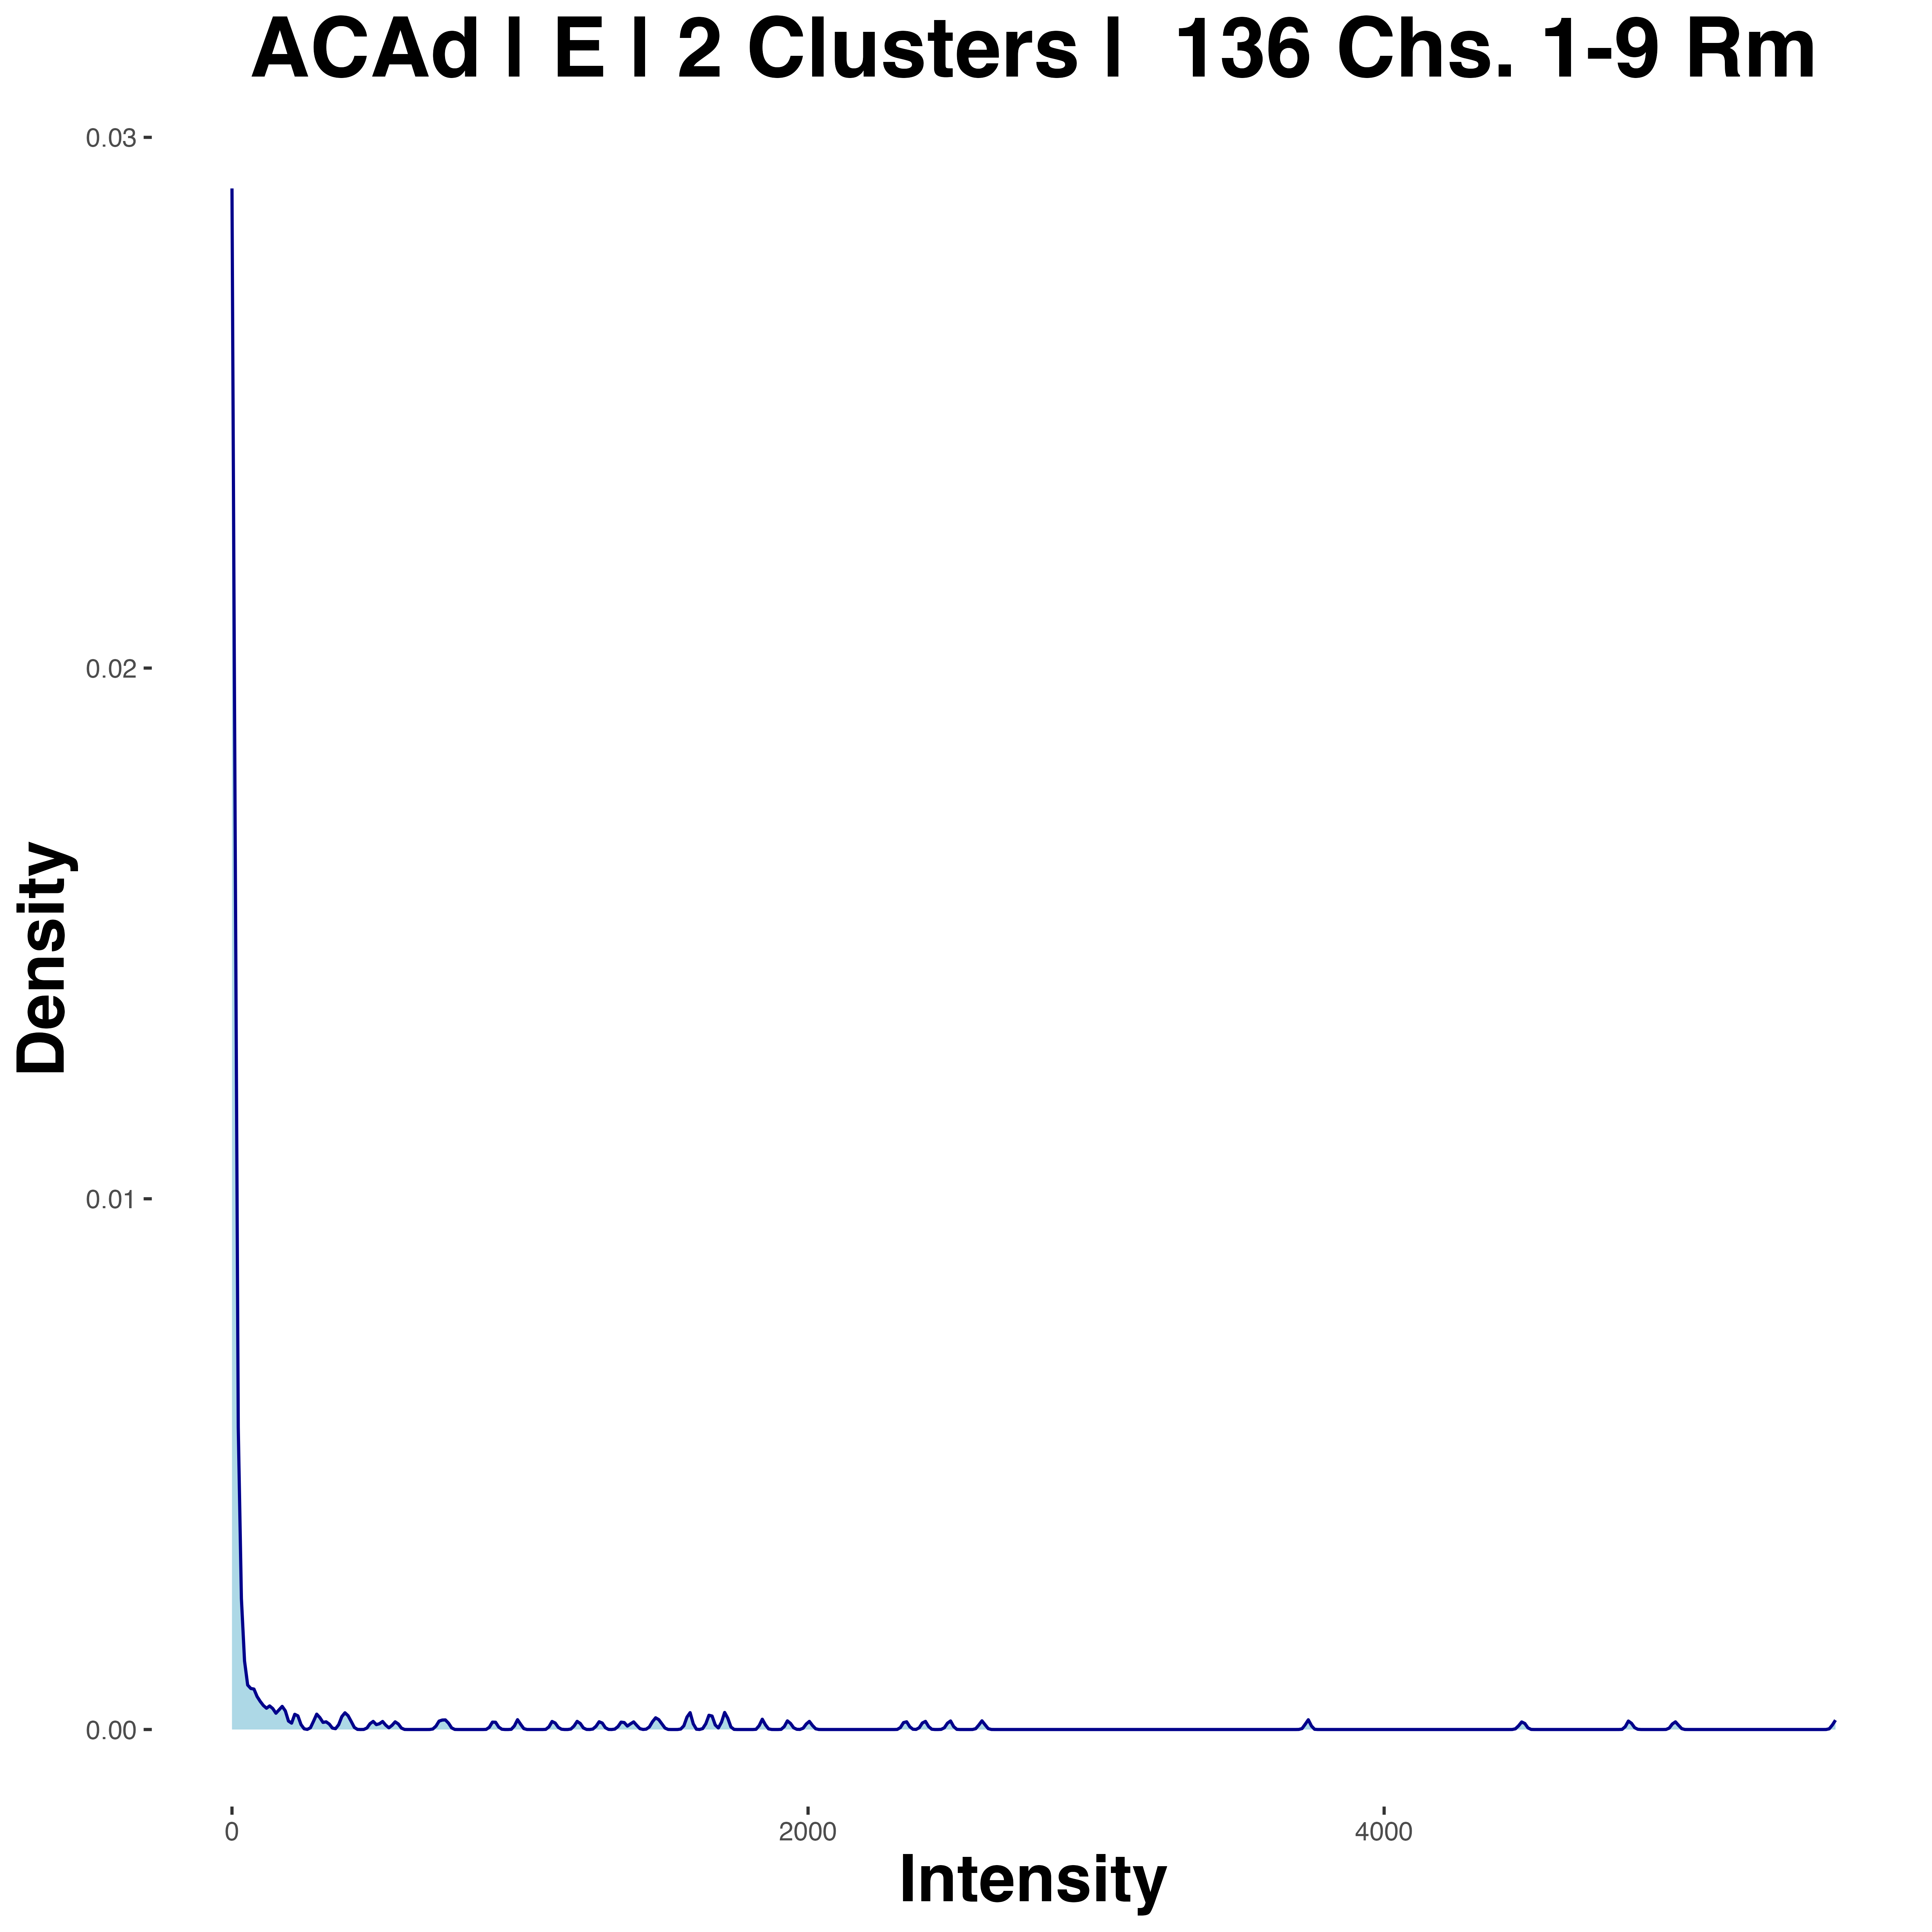 ACAd | E | 2 Clusters |  136 Chs. 1-9 Rm
0.03
0.02
0.01
0.00
Density
0 2000 4000
Intensity